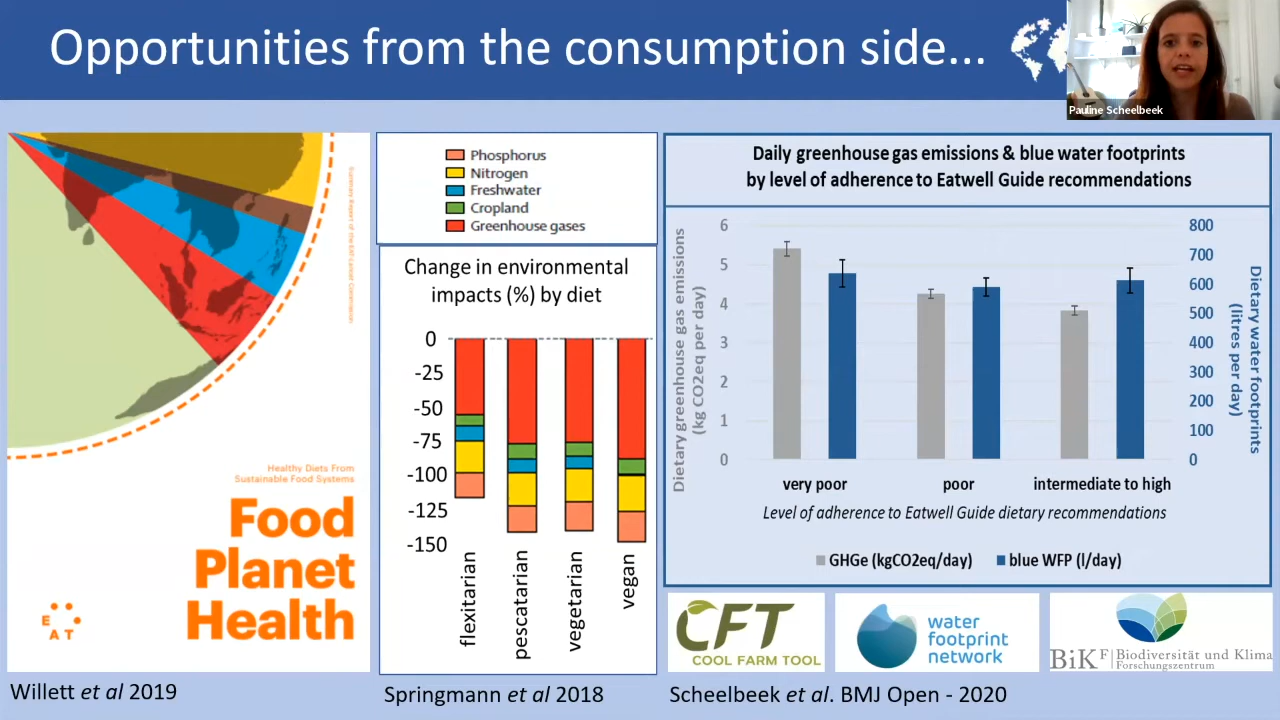 Opportunities from the consumption side...
Pauline Scheelbeek
Summary Report of the EAT-Lancet Commission
Healthy Diets From
Sustainable Food Systems
Food
Planet
Health
E
A T
Willett et al 2019
Phosphorus
Nitrogen
Freshwater
Cropland
Greenhouse gases
Change in environmental
impacts (%) by diet
0
-25
-50
-75
-100
-125
-150
flexitarian
pescatarian
vegetarian
vegan
Springmann et al 2018
Daily greenhouse gas emissions & blue water footprints
by level of adherence to Eatwell Guide recommendations
Dietary greenhouse gas emissions
(kg CO2eq per day)
6
5
4
3
2
1
0
800
700
600
500
400
300
200
100
0
Dietary water footprints
(litres per day)
very poor
poor
intermediate to high
Level of adherence to Eatwell Guide dietary recommendations
GHGe (kgCO2eq/day)
blue WFP (l/day)
CFT
COOL FARM TOOL
water
footprint
network
BiK F
Biodiversität und Klima
Forschungszentrum
Scheelbeek et al. BMJ Open - 2020